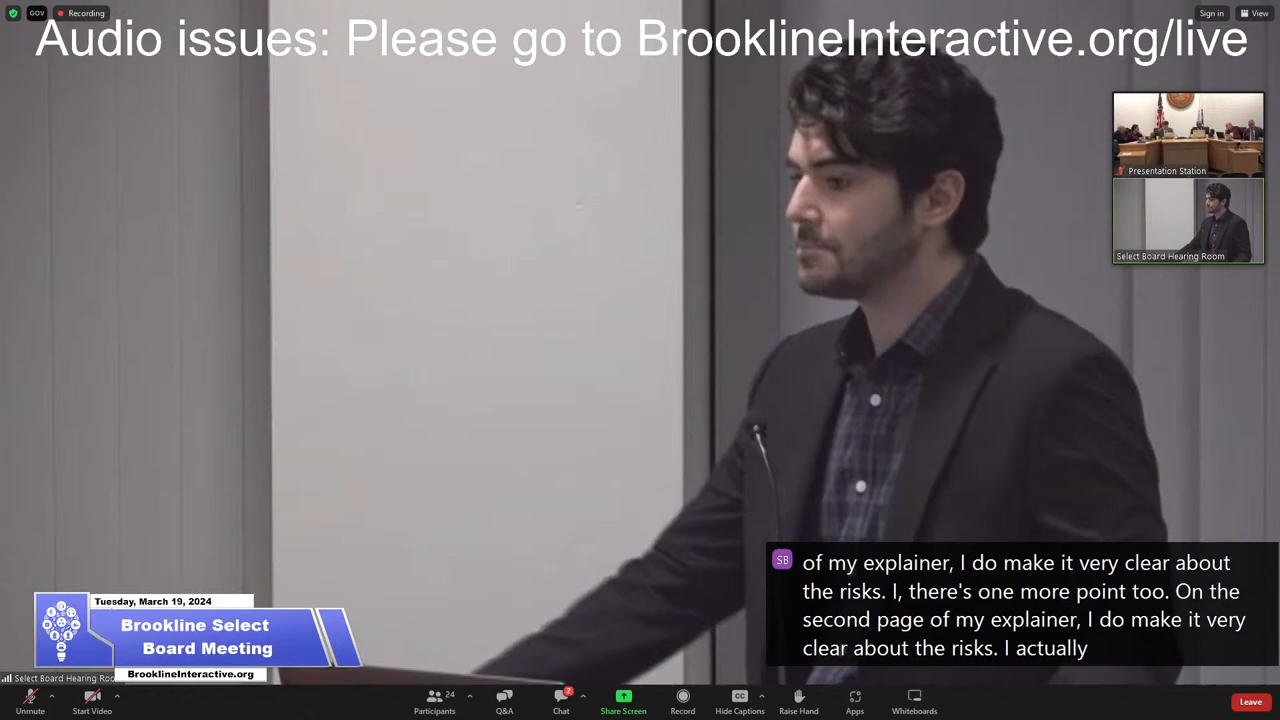 GOV
Recording
Sign in
View
Audio issues: Please go to BrooklineInteractive.org/live
Presentation Station
Select Board Hearing Room
SB
of my explainer, I do make it very clear about
the risks. I, there's one more point too. On the
second page of my explainer, I do make it very
clear about the risks. I actually
Tuesday, March 19, 2024
Brookline Select
Board Meeting
BrooklineInteractive.org
Select Board Hearing Roo
Unmute
Start Video
Participants
24
Q&A
Chat
2
Share Screen
Record
CC
Hide Captions
Raise Hand
Apps
Whiteboards
Leave